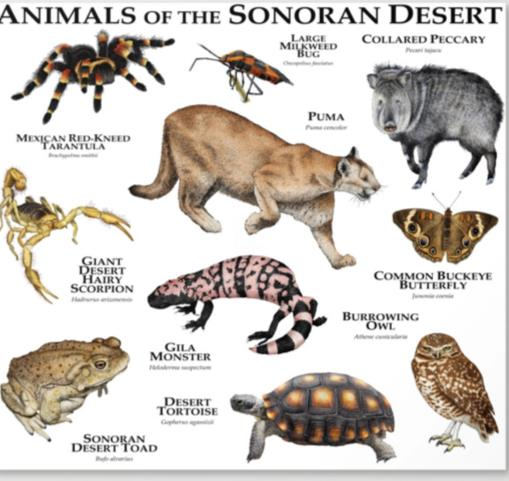 ANIMALS OF THE SONORAN DESERT
LARGE
MILKWEED
BUG
Oncopeltus fasciatus
COLLARED PECCARY
Pecari tajacu
PUMA
Puma concolor
MEXICAN RED-KNEED
TARANTULA
Brachypelma smithi
GIANT
DESERT
HAIRY
SCORPION
Hadrurus arizonensis
COMMON BUCKEYE
BUTTERFLY
Junonia coenia
BURROWING
OWL
Athene cunicularia
GILA
MONSTER
Heloderma suspectum
DESERT
TORTOISE
Gopherus agassizii
SONORAN
DESERT TOAD
Bufo alvarius